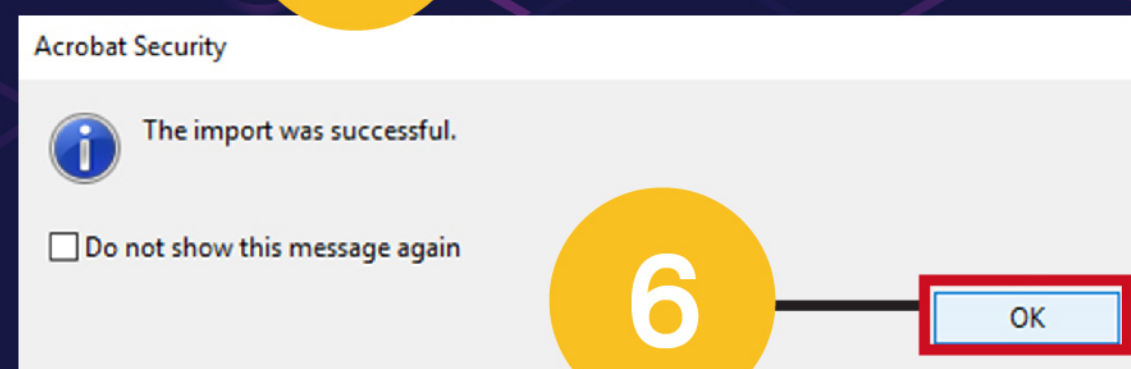 Acrobat Security
The import was successful.
Do not show this message again
6
OK